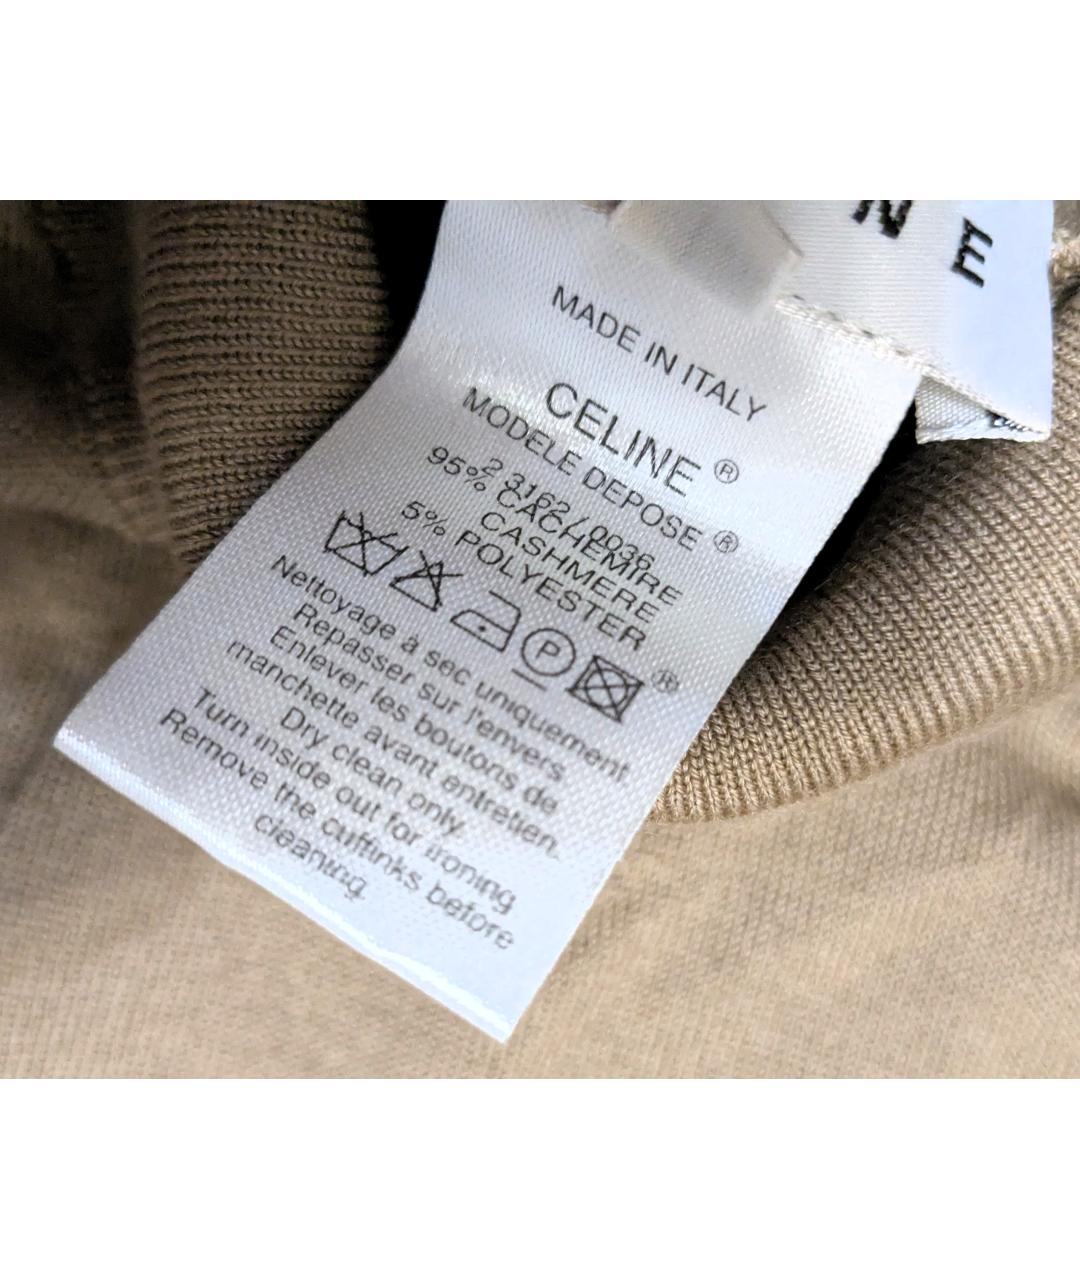 N E
MADE IN ITALY
CELINE ®
MODELE DEPOSE ®
2 3162/0036
95% CACHEMIRE
CASHMERE
5% POLYESTER
P ®
Nettoyage à sec uniquement
Repasser sur l'envers
Enlever les boutons de
manchette avant entretien.
Dry clean only.
Turn inside out for ironing
Remove the cufflinks before
cleaning